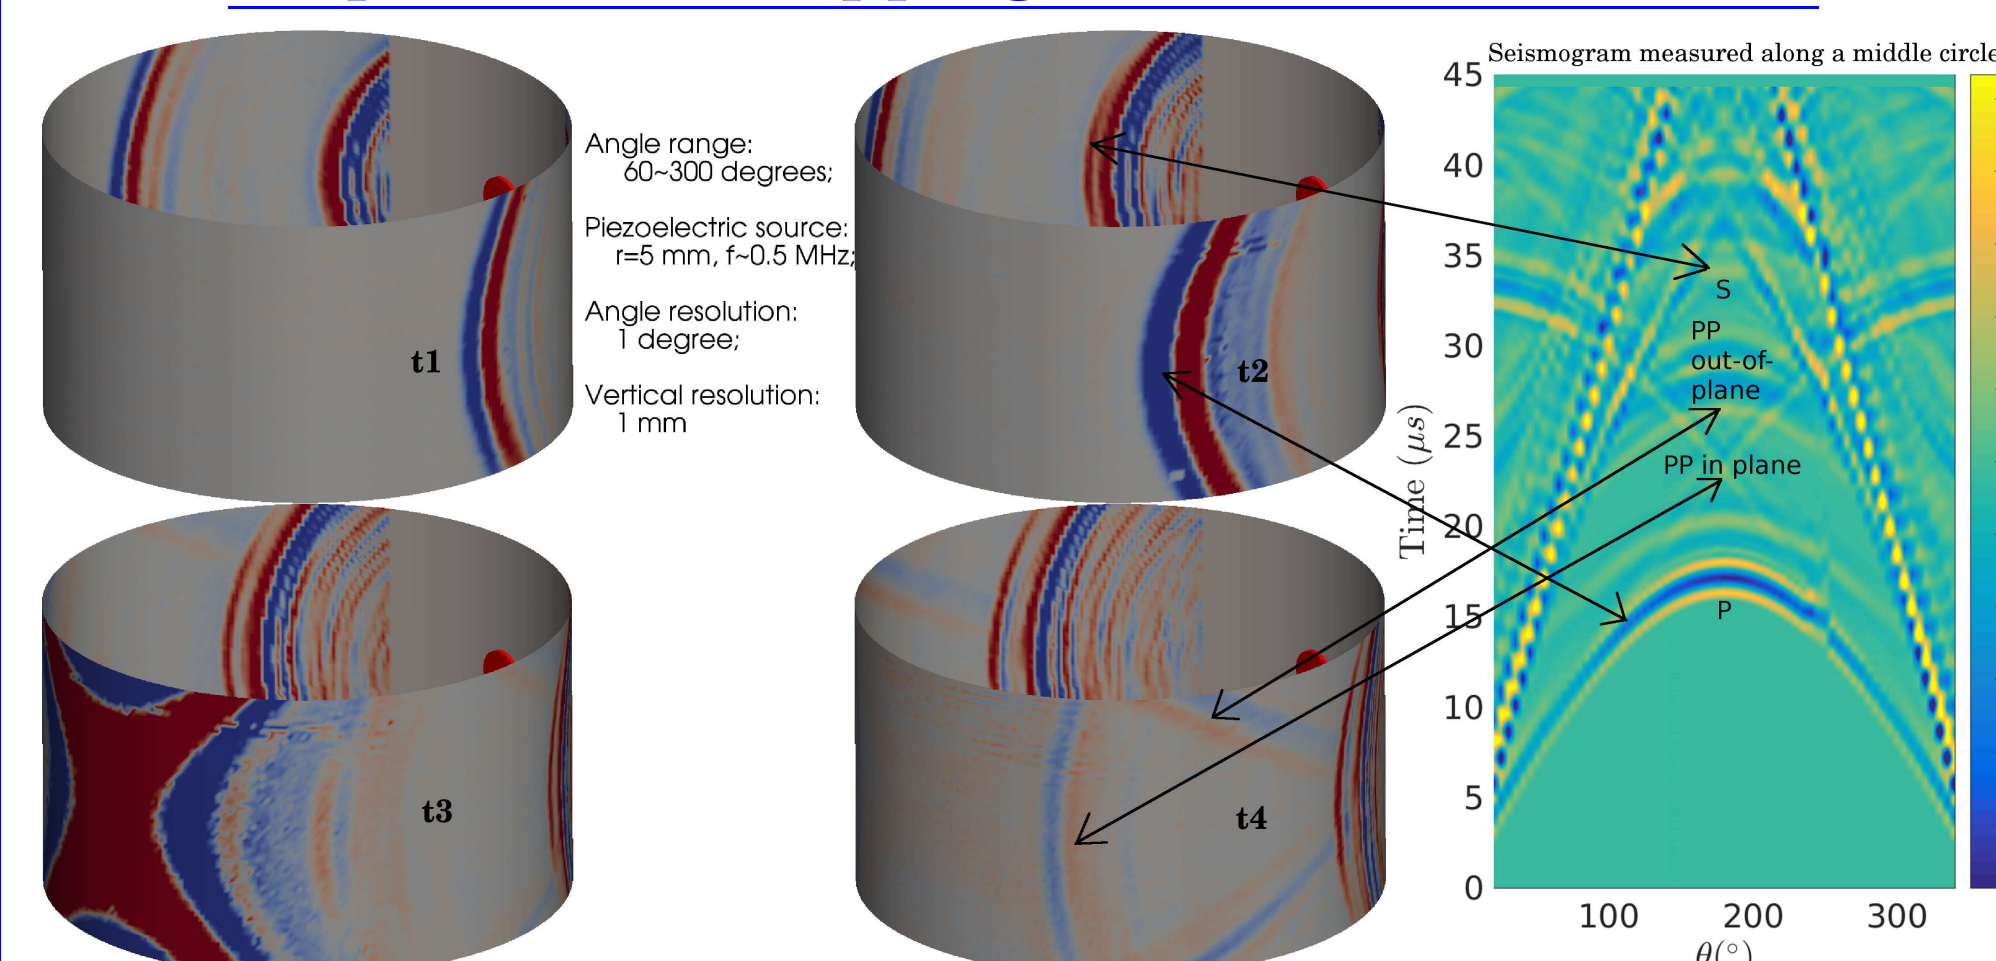 Seismogram measured along a middle circle
Angle range:
60~300 degrees;
Piezoelectric source:
r=5 mm, f~0.5 MHz;
Angle resolution:
1 degree;
Vertical resolution:
1 mm
t1
t2
t3
t4
45
40
35
30
25
20
15
10
5
0
Time (μs)
S
PP
out-of-
plane
PP in plane
P
100 200 300
θ(°)